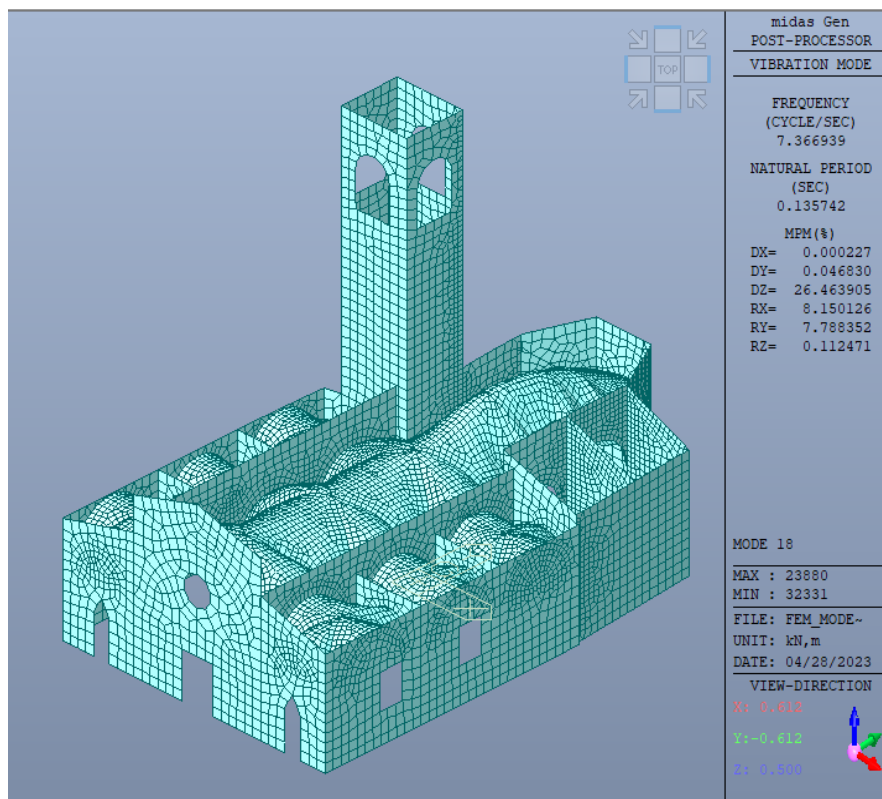 TOP
midas Gen
POST-PROCESSOR
VIBRATION MODE
FREQUENCY
(CYCLE/SEC)
7.366939
NATURAL PERIOD
(SEC)
0.135742
MPM(%)
DX= 0.000227
DY= 0.046830
DZ= 26.463905
RX= 8.150126
RY= 7.788352
RZ= 0.112471
MODE 18
MAX : 23880
MIN : 32331
FILE: FEM_MODE~
UNIT: kN,m
DATE: 04/28/2023
VIEW-DIRECTION
X: 0.612
Y:-0.612
Z: 0.500